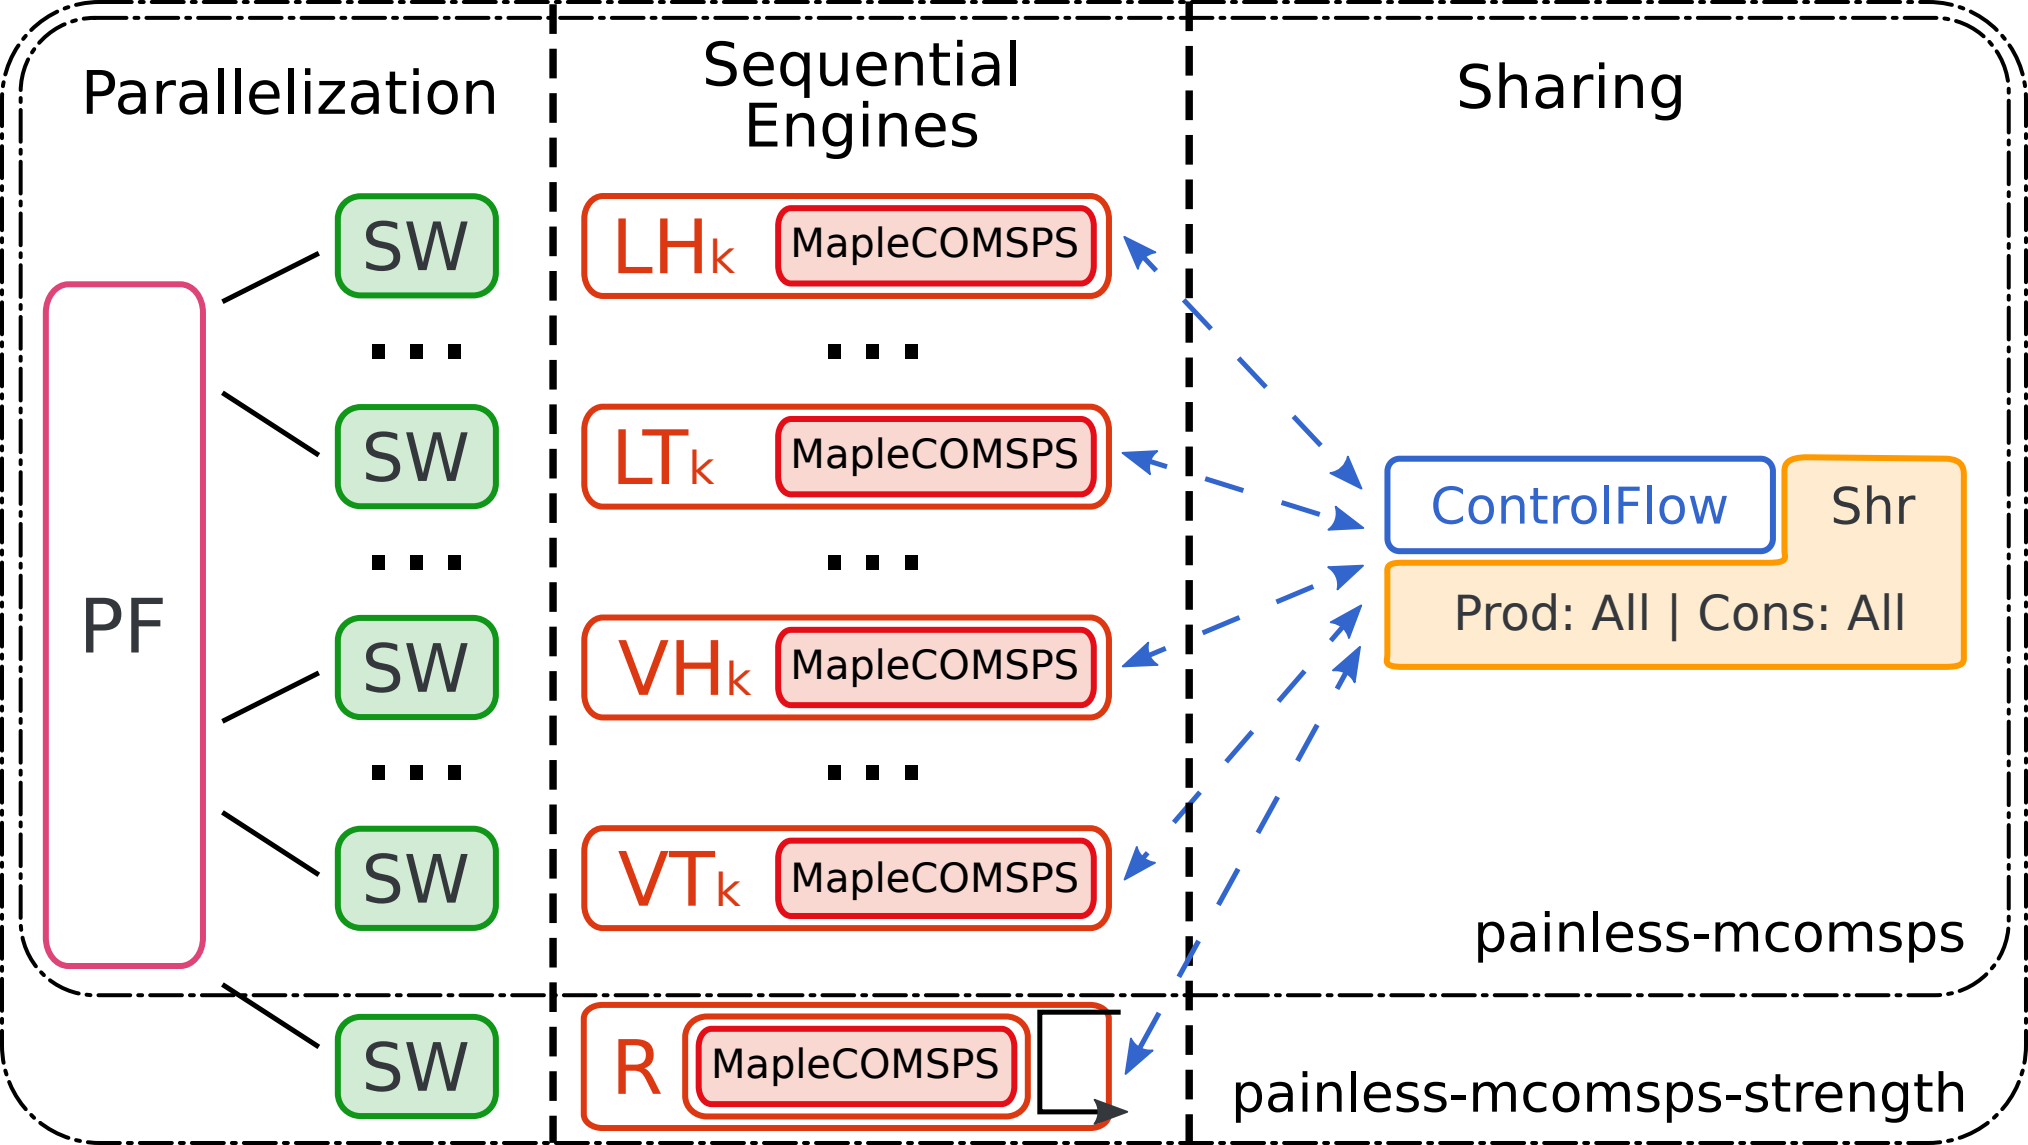 Parallelization
Sequential
Engines
Sharing
SW
LHk
MapleCOMSPS
...
...
SW
LTk
MapleCOMSPS
ControlFlow
Shr
...
...
Prod: All | Cons: All
PF
SW
VHk
MapleCOMSPS
...
...
SW
VTk
MapleCOMSPS
painless-mcomsps
SW
R
MapleCOMSPS
painless-mcomsps-strength